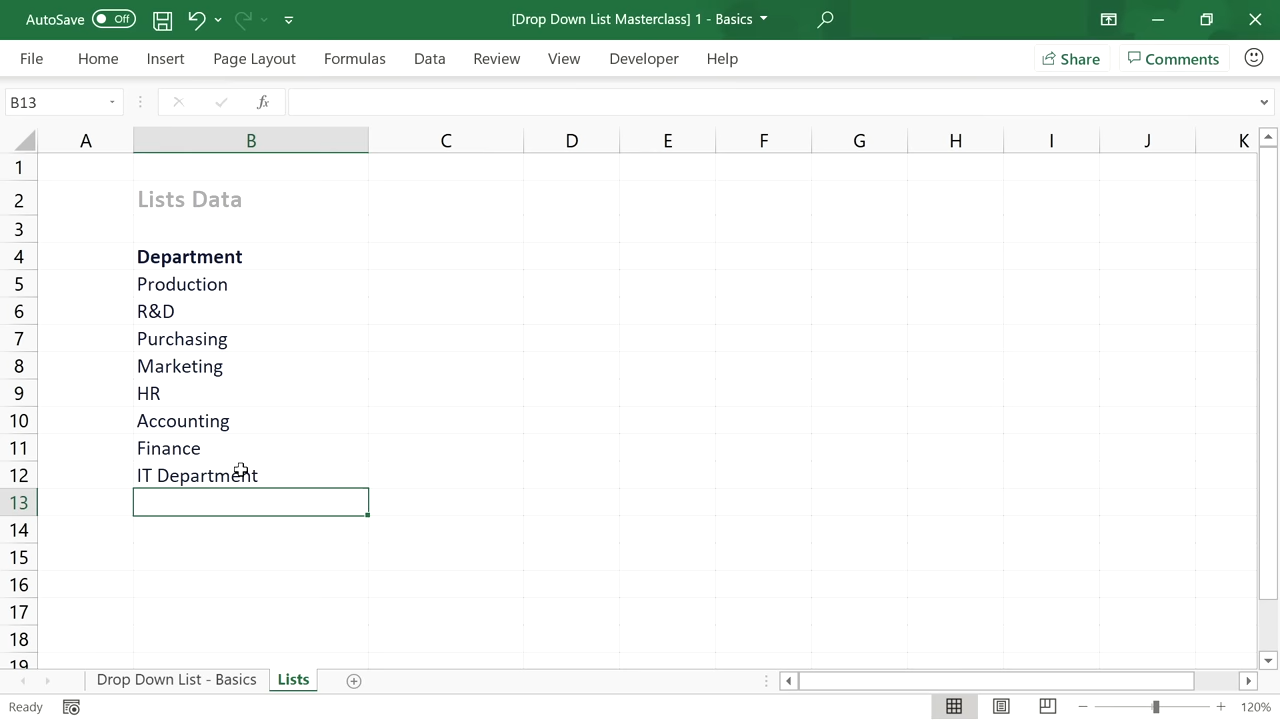 AutoSave Off [Drop Down List Masterclass] 1 - Basics
File Home Insert Page Layout Formulas Data Review View Developer Help Share Comments
B13 fx
A B C D E F G H I J K
1
2 Lists Data
3
4 Department
5 Production
6 R&D
7 Purchasing
8 Marketing
9 HR
10 Accounting
11 Finance
12 IT Department
13
14
15
16
17
18
19
Drop Down List - Basics Lists
Ready 120%